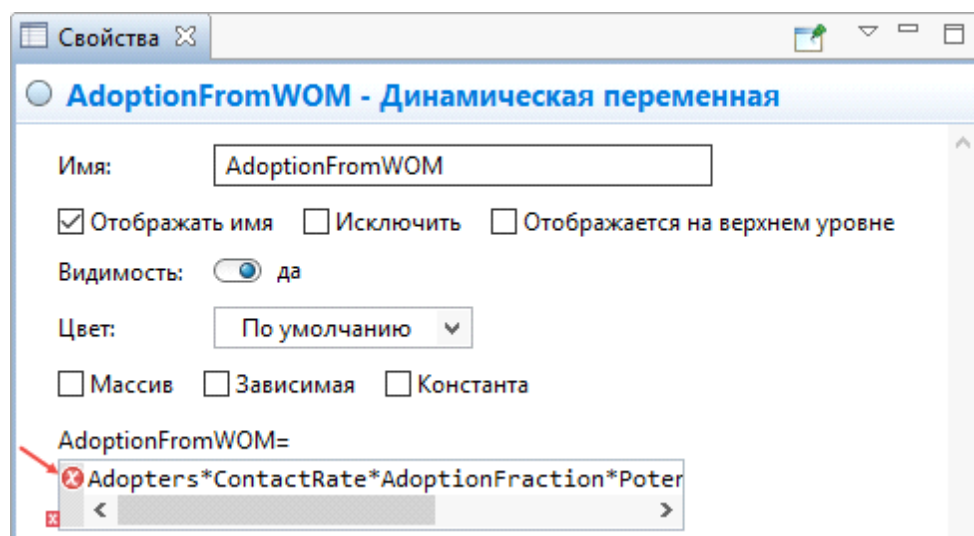 Свойства
AdoptionFromWOM - Динамическая переменная
Имя: AdoptionFromWOM
Отображать имя Исключить Отображается на верхнем уровне
Видимость: да
Цвет: По умолчанию
Массив Зависимая Константа
AdoptionFromWOM=
Adopters*ContactRate*AdoptionFraction*Poter